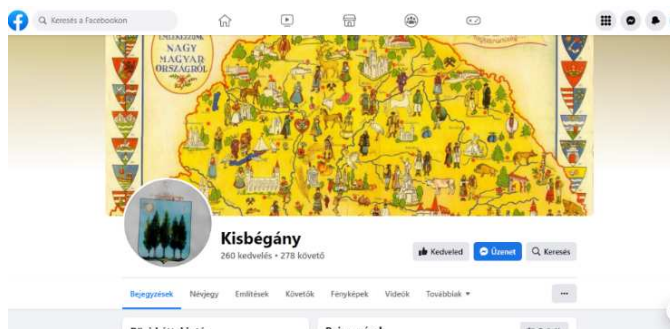 Keresés a Facebookon
EMLÉKEZZÜNK
NAGY
MAGYAR
ORSZÁGRÓL
Kisbégány
260 kedvelés • 278 követő
Kedveled
Üzenet
Keresés
Bejegyzések Névjegy Említések Követők Fényképek Videók Továbbiak